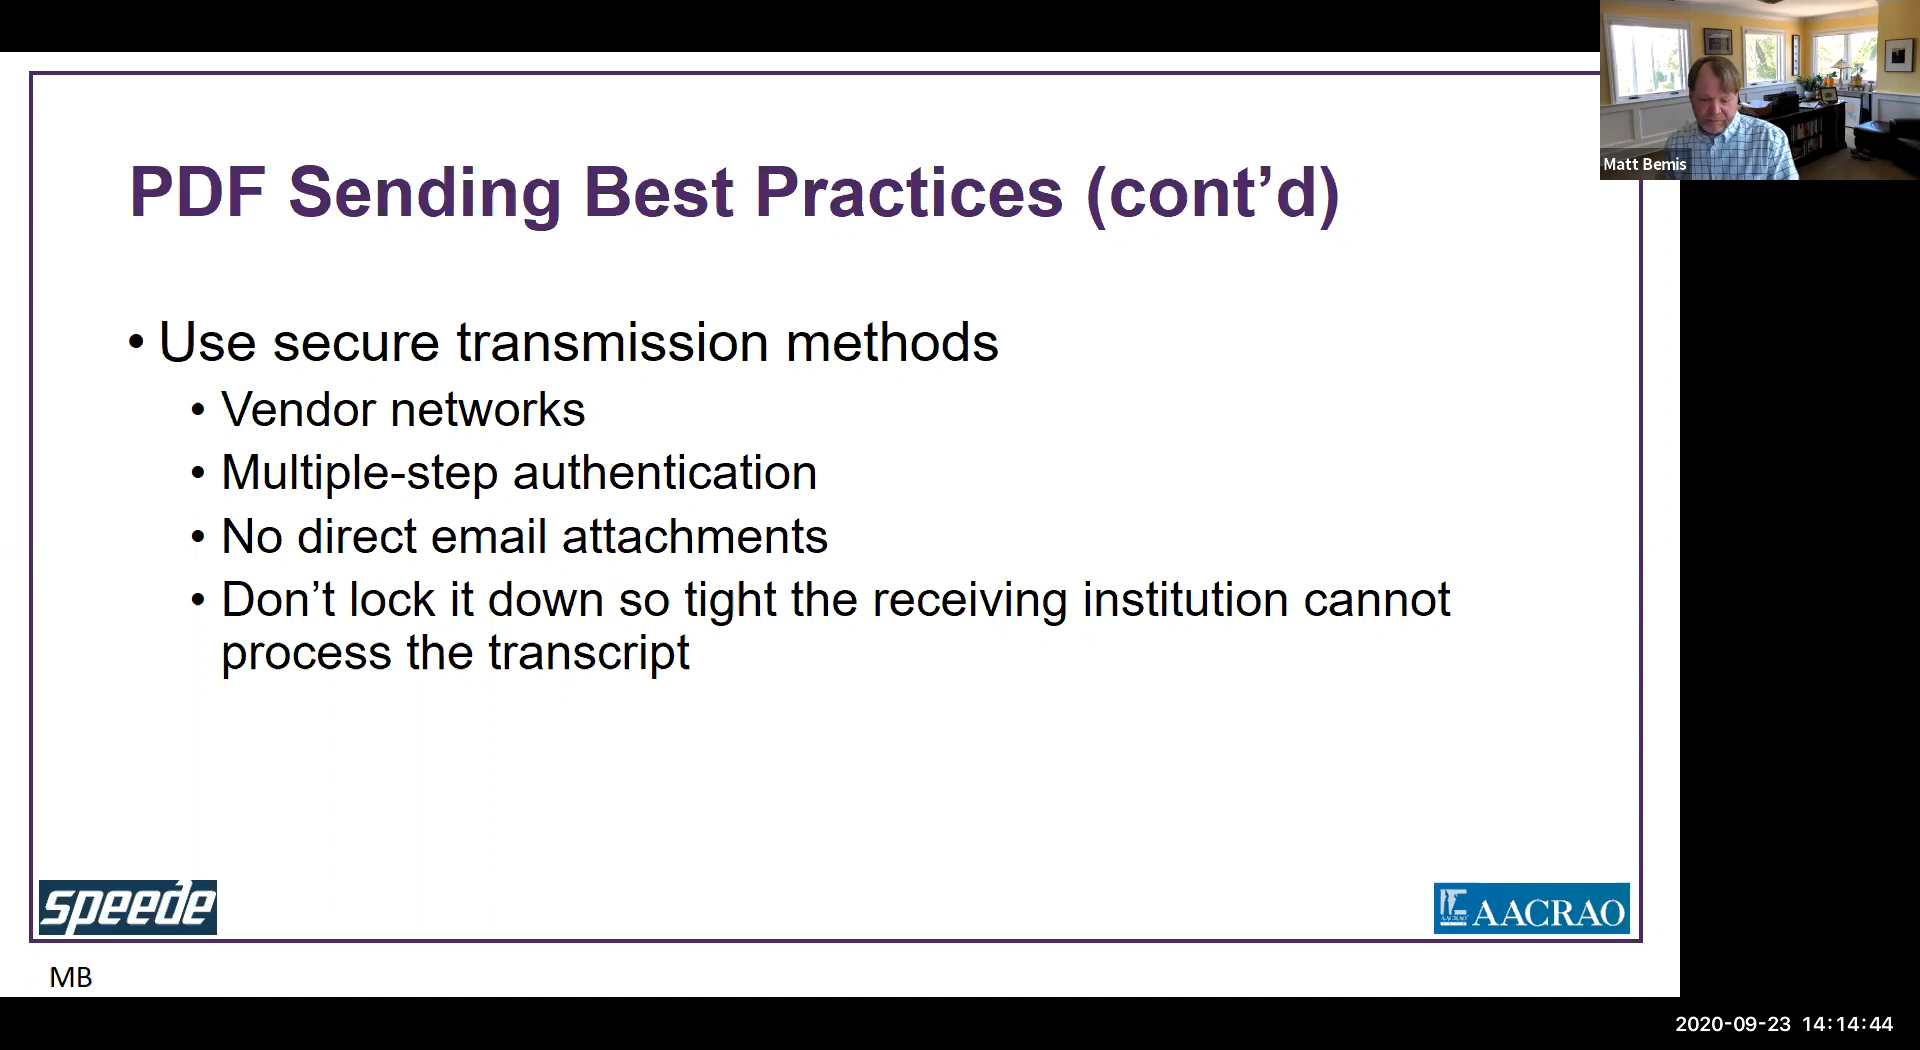 PDF Sending Best Practices (cont’d)
• Use secure transmission methods
• Vendor networks
• Multiple-step authentication
• No direct email attachments
• Don’t lock it down so tight the receiving institution cannot
process the transcript
speede
AACRAO
MB
Matt Bemis
2020-09-23 14:14:44